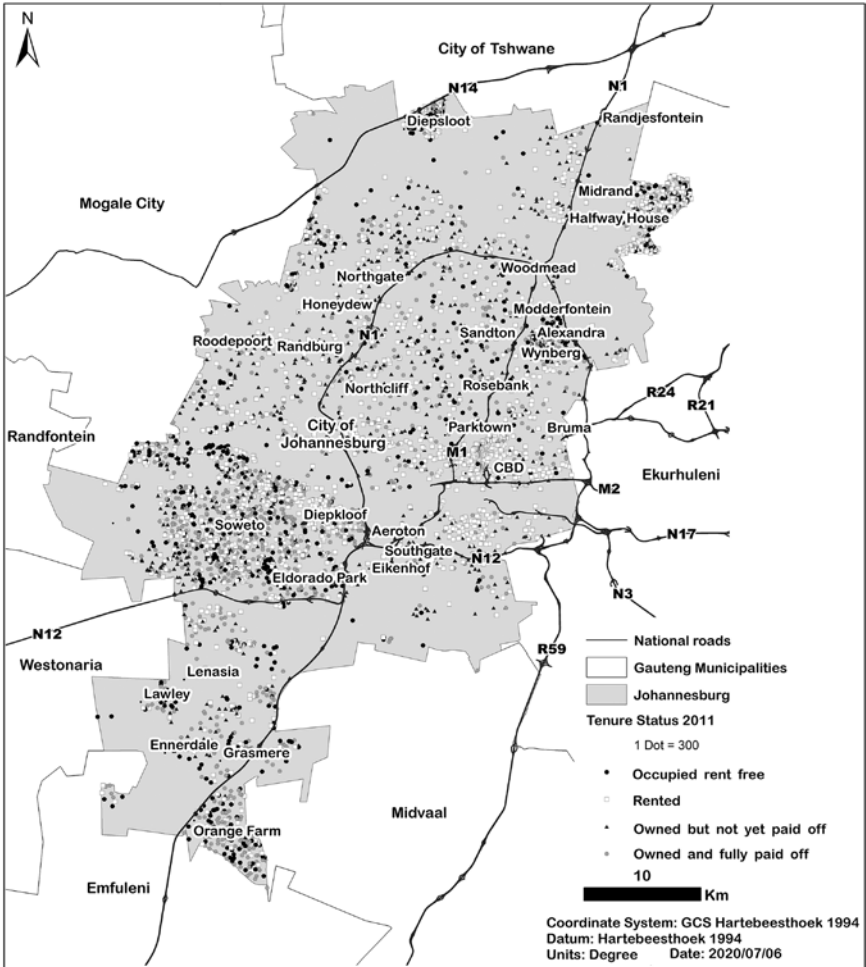 N
City of Tshwane
N14
N1
Diepsloot
Randjesfontein
Mogale City
Midrand
Halfway House
Northgate
Woodmead
Honeydew
Modderfontein
Roodepoort
Randburg
N1
Sandton
Alexandra
Wynberg
Northcliff
Rosebank
R24
R21
Randfontein
City of
Johannesburg
Parktown
Bruma
M1
CBD
Ekurhuleni
M2
Soweto
Diepkloof
Aeroton
Southgate
N17
Eldorado Park
Eikenhof
N12
N3
N12
Westonaria
R59
National roads
Lenasia
Gauteng Municipalities
Lawley
Johannesburg
Tenure Status 2011
Ennerdale
Grasmere
1 Dot = 300
Occupied rent free
Rented
Midvaal
Orange Farm
Owned but not yet paid off
Owned and fully paid off
Emfuleni
10
Km
Coordinate System: GCS Hartebeesthoek 1994
Datum: Hartebeesthoek 1994
Units: Degree Date: 2020/07/06